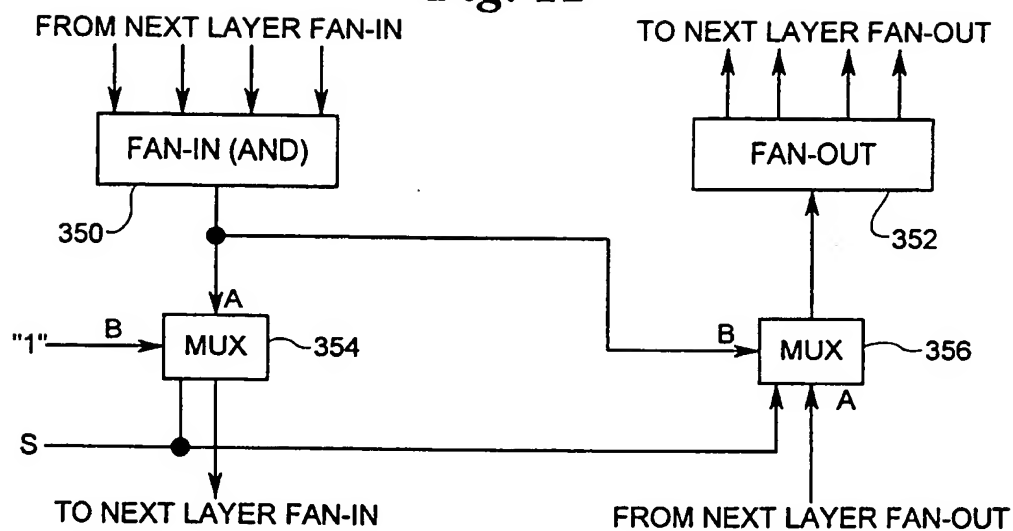 FROM NEXT LAYER FAN-IN
TO NEXT LAYER FAN-OUT
FAN-IN (AND)
FAN-OUT
350
352
A
"1"
B
MUX
354
B
MUX
356
A
S
TO NEXT LAYER FAN-IN
FROM NEXT LAYER FAN-OUT